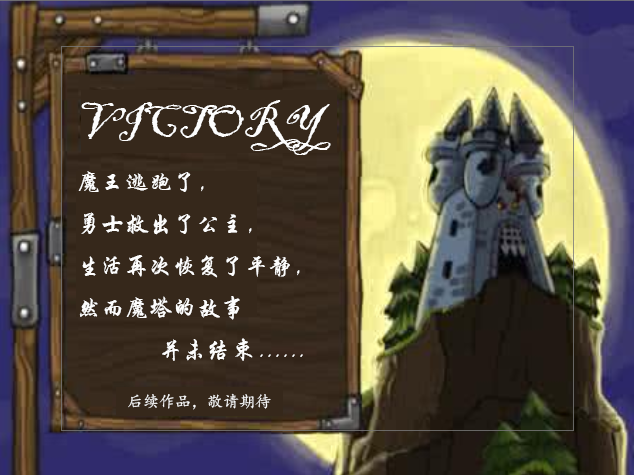 VICTORY
魔王逃跑了，
勇士救出了公主，
生活再次恢复了平静，
然而魔塔的故事
并未结束……
后续作品，敬请期待